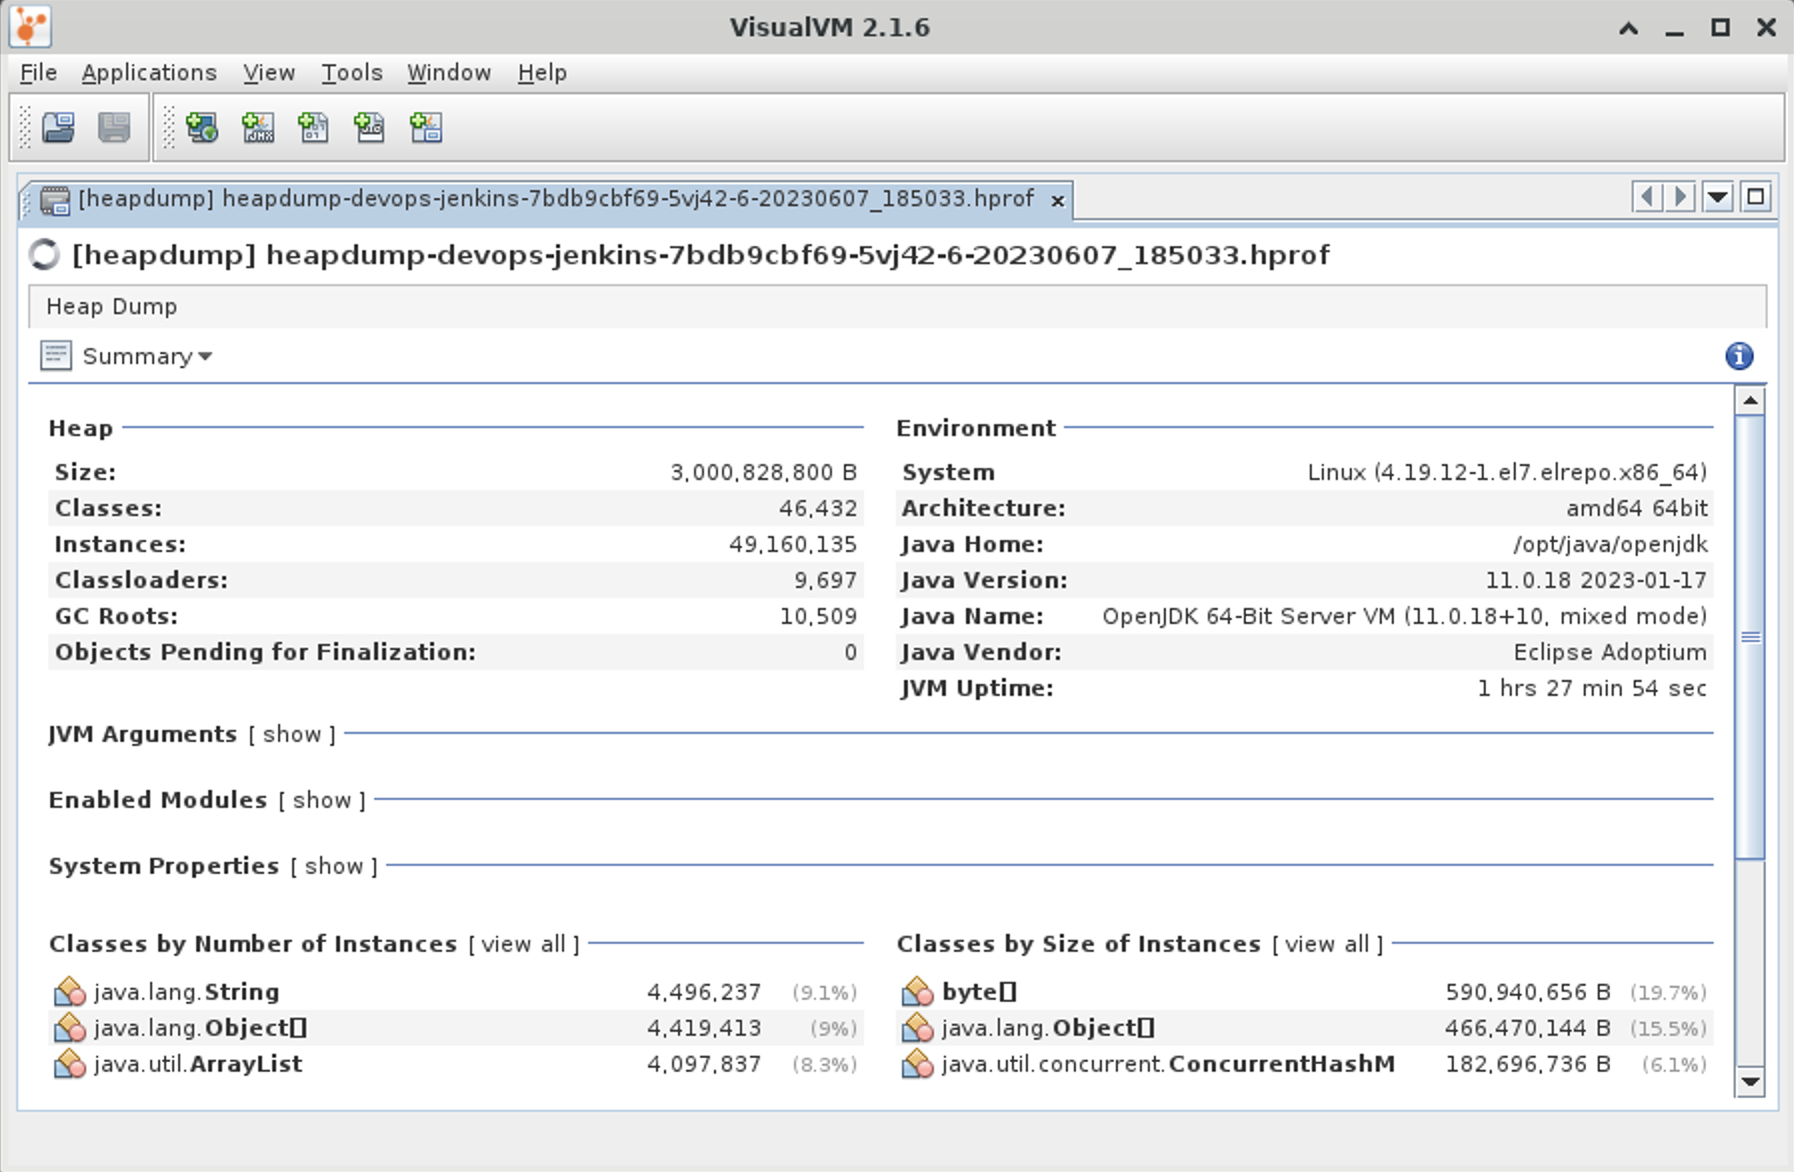 VisualVM 2.1.6
File Applications View Tools Window Help
[heapdump] heapdump-devops-jenkins-7bdb9cbf69-5vj42-6-20230607_185033.hprof
[heapdump] heapdump-devops-jenkins-7bdb9cbf69-5vj42-6-20230607_185033.hprof
Heap Dump
Summary
Heap
Size: 3,000,828,800 B
Classes: 46,432
Instances: 49,160,135
Classloaders: 9,697
GC Roots: 10,509
Objects Pending for Finalization: 0
Environment
System Linux (4.19.12-1.el7.elrepo.x86_64)
Architecture: amd64 64bit
Java Home: /opt/java/openjdk
Java Version: 11.0.18 2023-01-17
Java Name: OpenJDK 64-Bit Server VM (11.0.18+10, mixed mode)
Java Vendor: Eclipse Adoptium
JVM Uptime: 1 hrs 27 min 54 sec
JVM Arguments [ show ]
Enabled Modules [ show ]
System Properties [ show ]
Classes by Number of Instances [ view all ]
java.lang.String 4,496,237 (9.1%)
java.lang.Object[] 4,419,413 (9%)
java.util.ArrayList 4,097,837 (8.3%)
Classes by Size of Instances [ view all ]
byte[] 590,940,656 B (19.7%)
java.lang.Object[] 466,470,144 B (15.5%)
java.util.concurrent.ConcurrentHashM 182,696,736 B (6.1%)